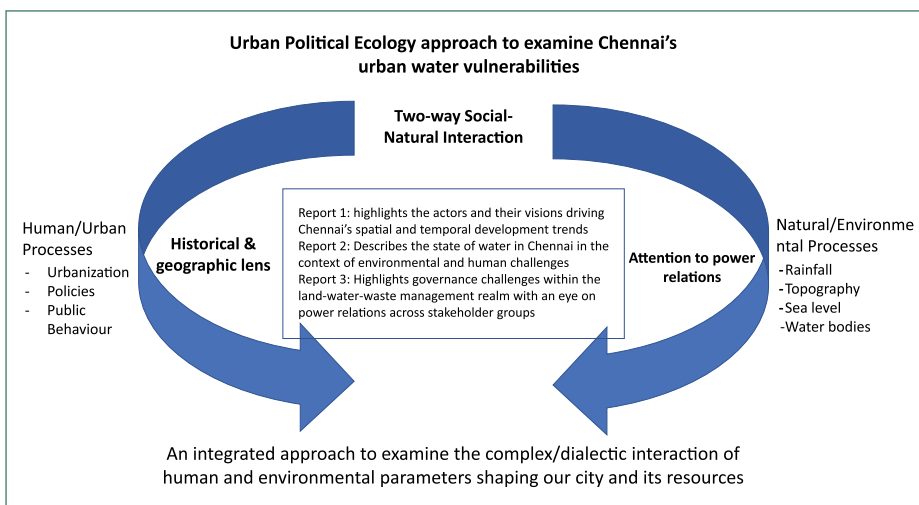 Urban Political Ecology approach to examine Chennai's
urban water vulnerabilities
Two-way Social-
Natural Interaction
Human/Urban
Processes
- Urbanization
- Policies
- Public
Behaviour
Historical &
geographic lens
Report 1: highlights the actors and their visions driving
Chennai's spatial and temporal development trends
Report 2: Describes the state of water in Chennai in the
context of environmental and human challenges
Report 3: Highlights governance challenges within the
land-water-waste management realm with an eye on
power relations across stakeholder groups
Attention to power
relations
Natural/Environme
ntal Processes
-Rainfall
-Topography
-Sea level
-Water bodies
An integrated approach to examine the complex/dialectic interaction of
human and environmental parameters shaping our city and its resources